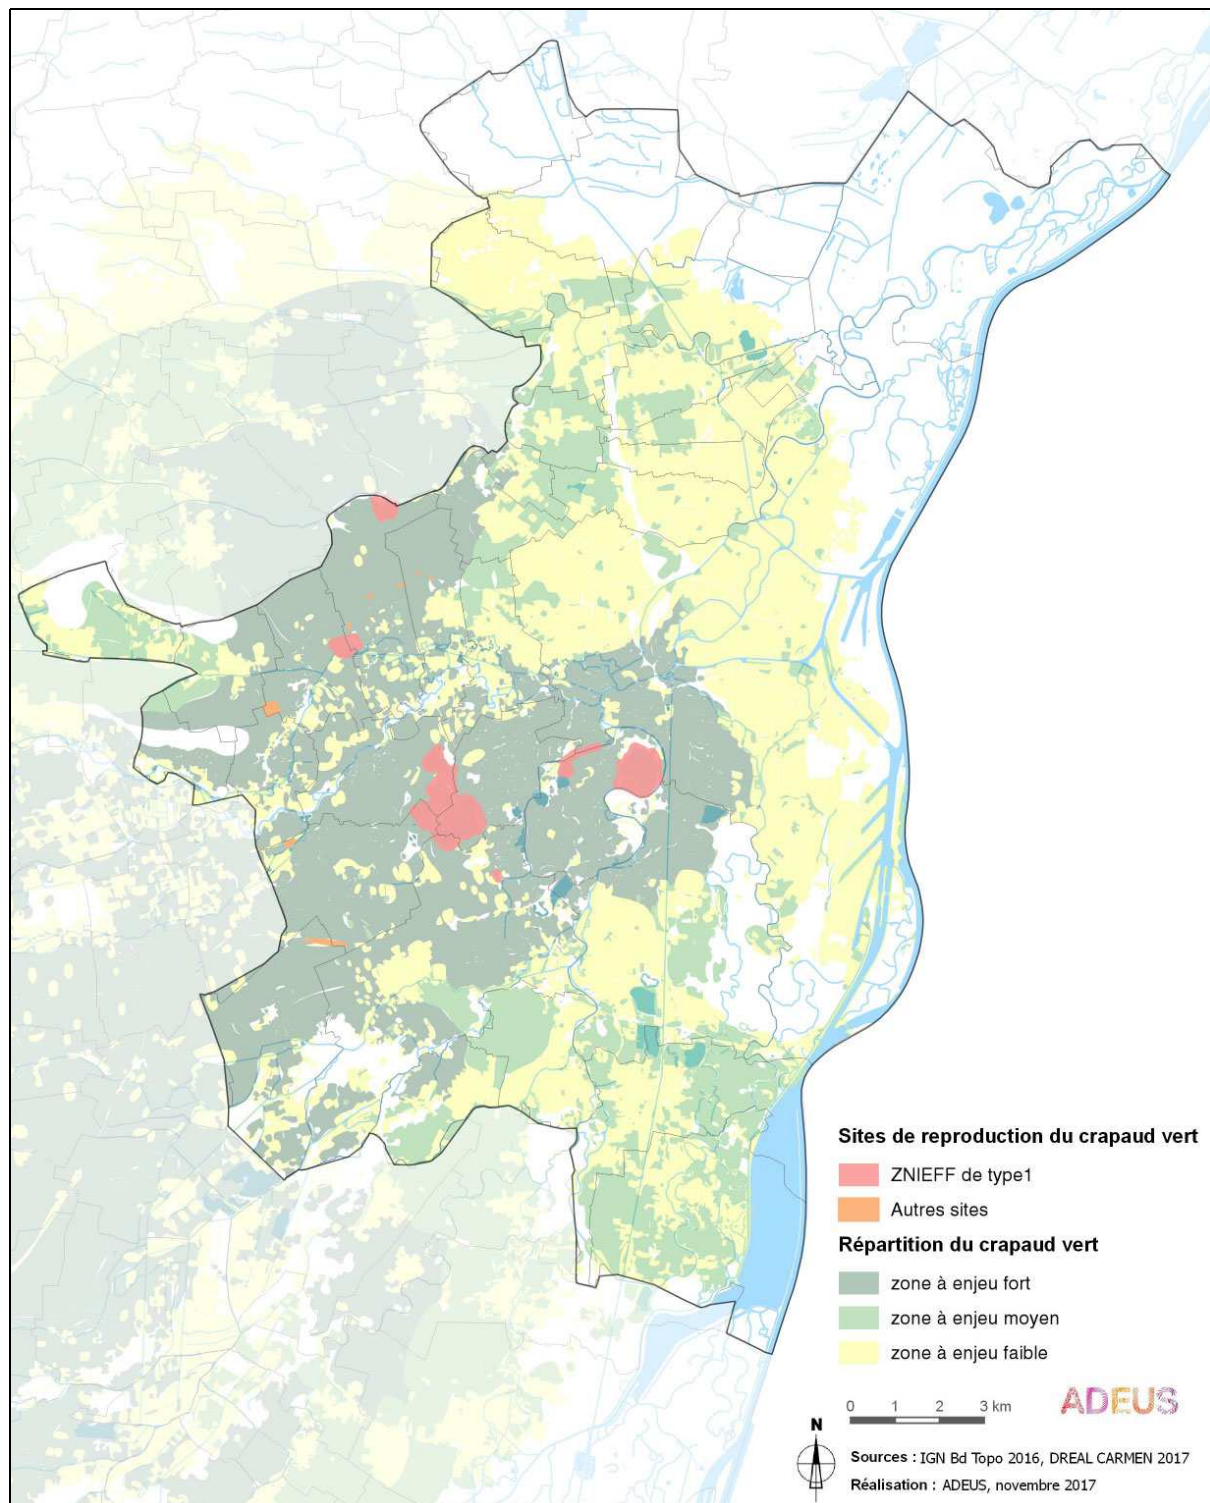 Sites de reproduction du crapaud vert
ZNIEFF de type1
Autres sites
Répartition du crapaud vert
zone à enjeu fort
zone à enjeu moyen
zone à enjeu faible
0 1 2 3 km
ADEUS
N
Sources : IGN Bd Topo 2016, DREAL CARMEN 2017
Réalisation : ADEUS, novembre 2017